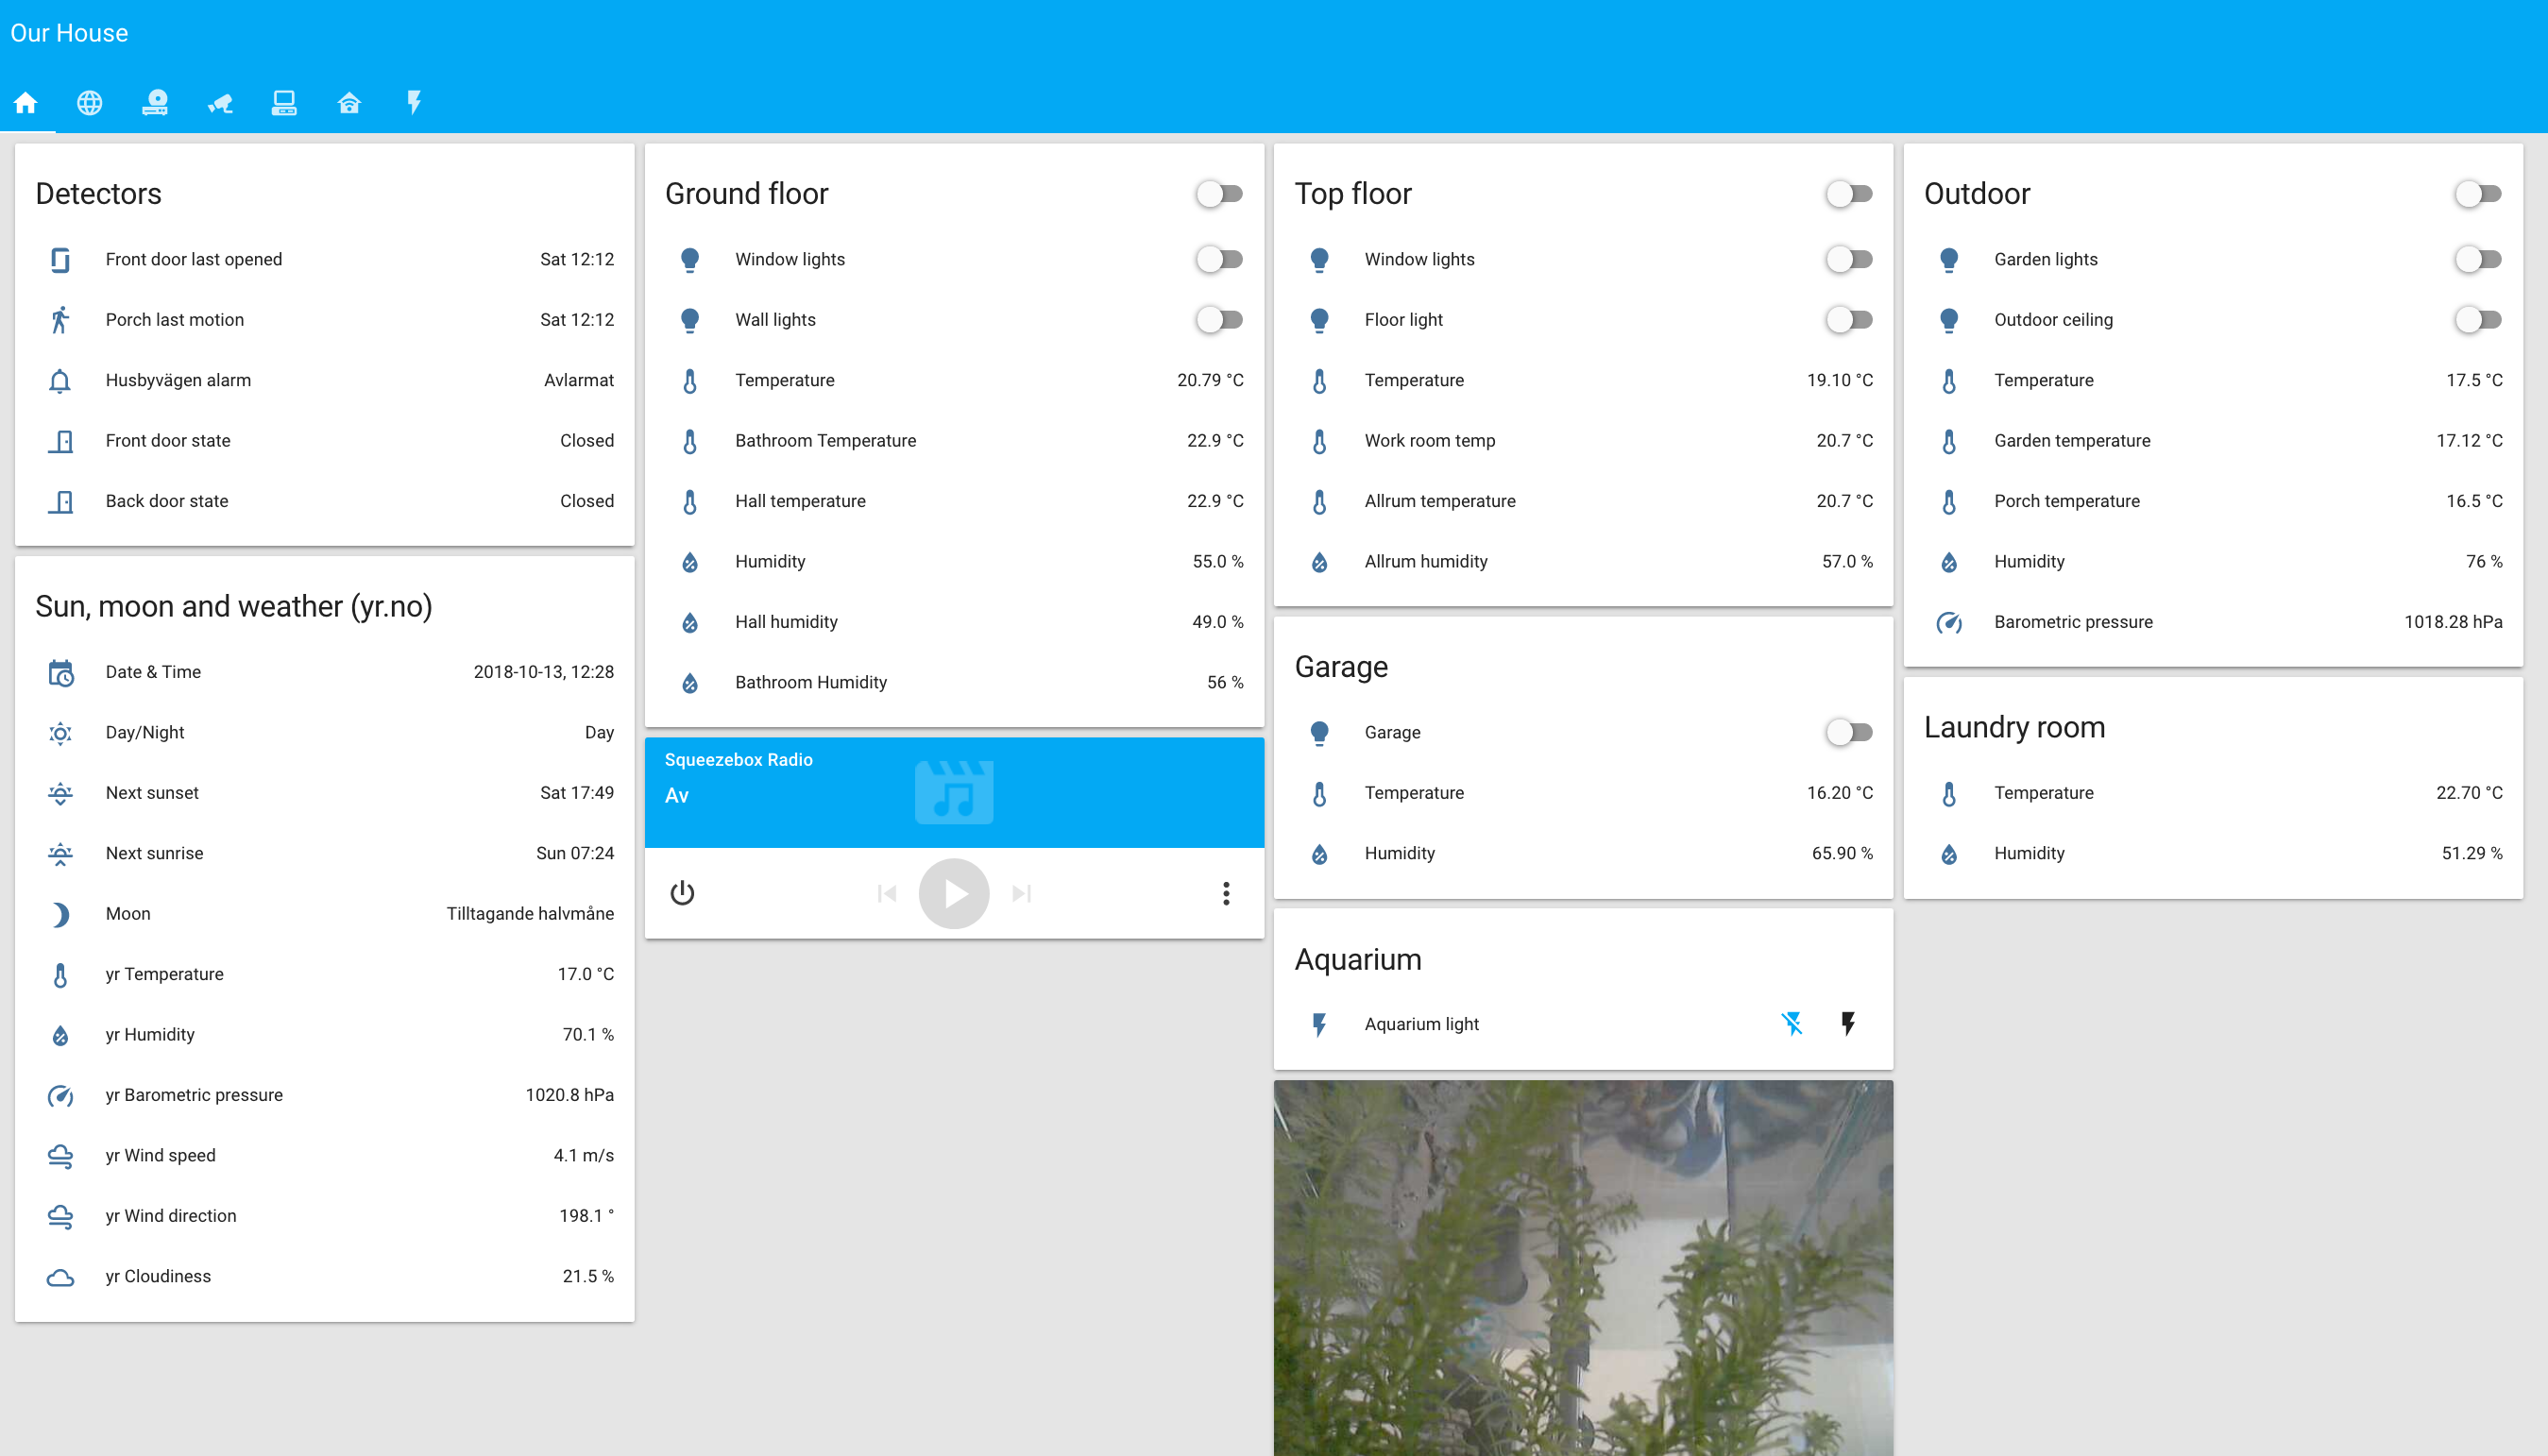 Our House
Detectors
Front door last opened Sat 12:12
Porch last motion Sat 12:12
Husbyvägen alarm Avlarmat
Front door state Closed
Back door state Closed
Sun, moon and weather (yr.no)
Date & Time 2018-10-13, 12:28
Day/Night Day
Next sunset Sat 17:49
Next sunrise Sun 07:24
Moon Tilltagande halvmåne
yr Temperature 17.0 °C
yr Humidity 70.1 %
yr Barometric pressure 1020.8 hPa
yr Wind speed 4.1 m/s
yr Wind direction 198.1 °
yr Cloudiness 21.5 %
Ground floor
Window lights
Wall lights
Temperature 20.79 °C
Bathroom Temperature 22.9 °C
Hall temperature 22.9 °C
Humidity 55.0 %
Hall humidity 49.0 %
Bathroom Humidity 56 %
Squeezebox Radio
Av
Top floor
Window lights
Floor light
Temperature 19.10 °C
Work room temp 20.7 °C
Allrum temperature 20.7 °C
Allrum humidity 57.0 %
Garage
Garage
Temperature 16.20 °C
Humidity 65.90 %
Aquarium
Aquarium light
Outdoor
Garden lights
Outdoor ceiling
Temperature 17.5 °C
Garden temperature 17.12 °C
Porch temperature 16.5 °C
Humidity 76 %
Barometric pressure 1018.28 hPa
Laundry room
Temperature 22.70 °C
Humidity 51.29 %